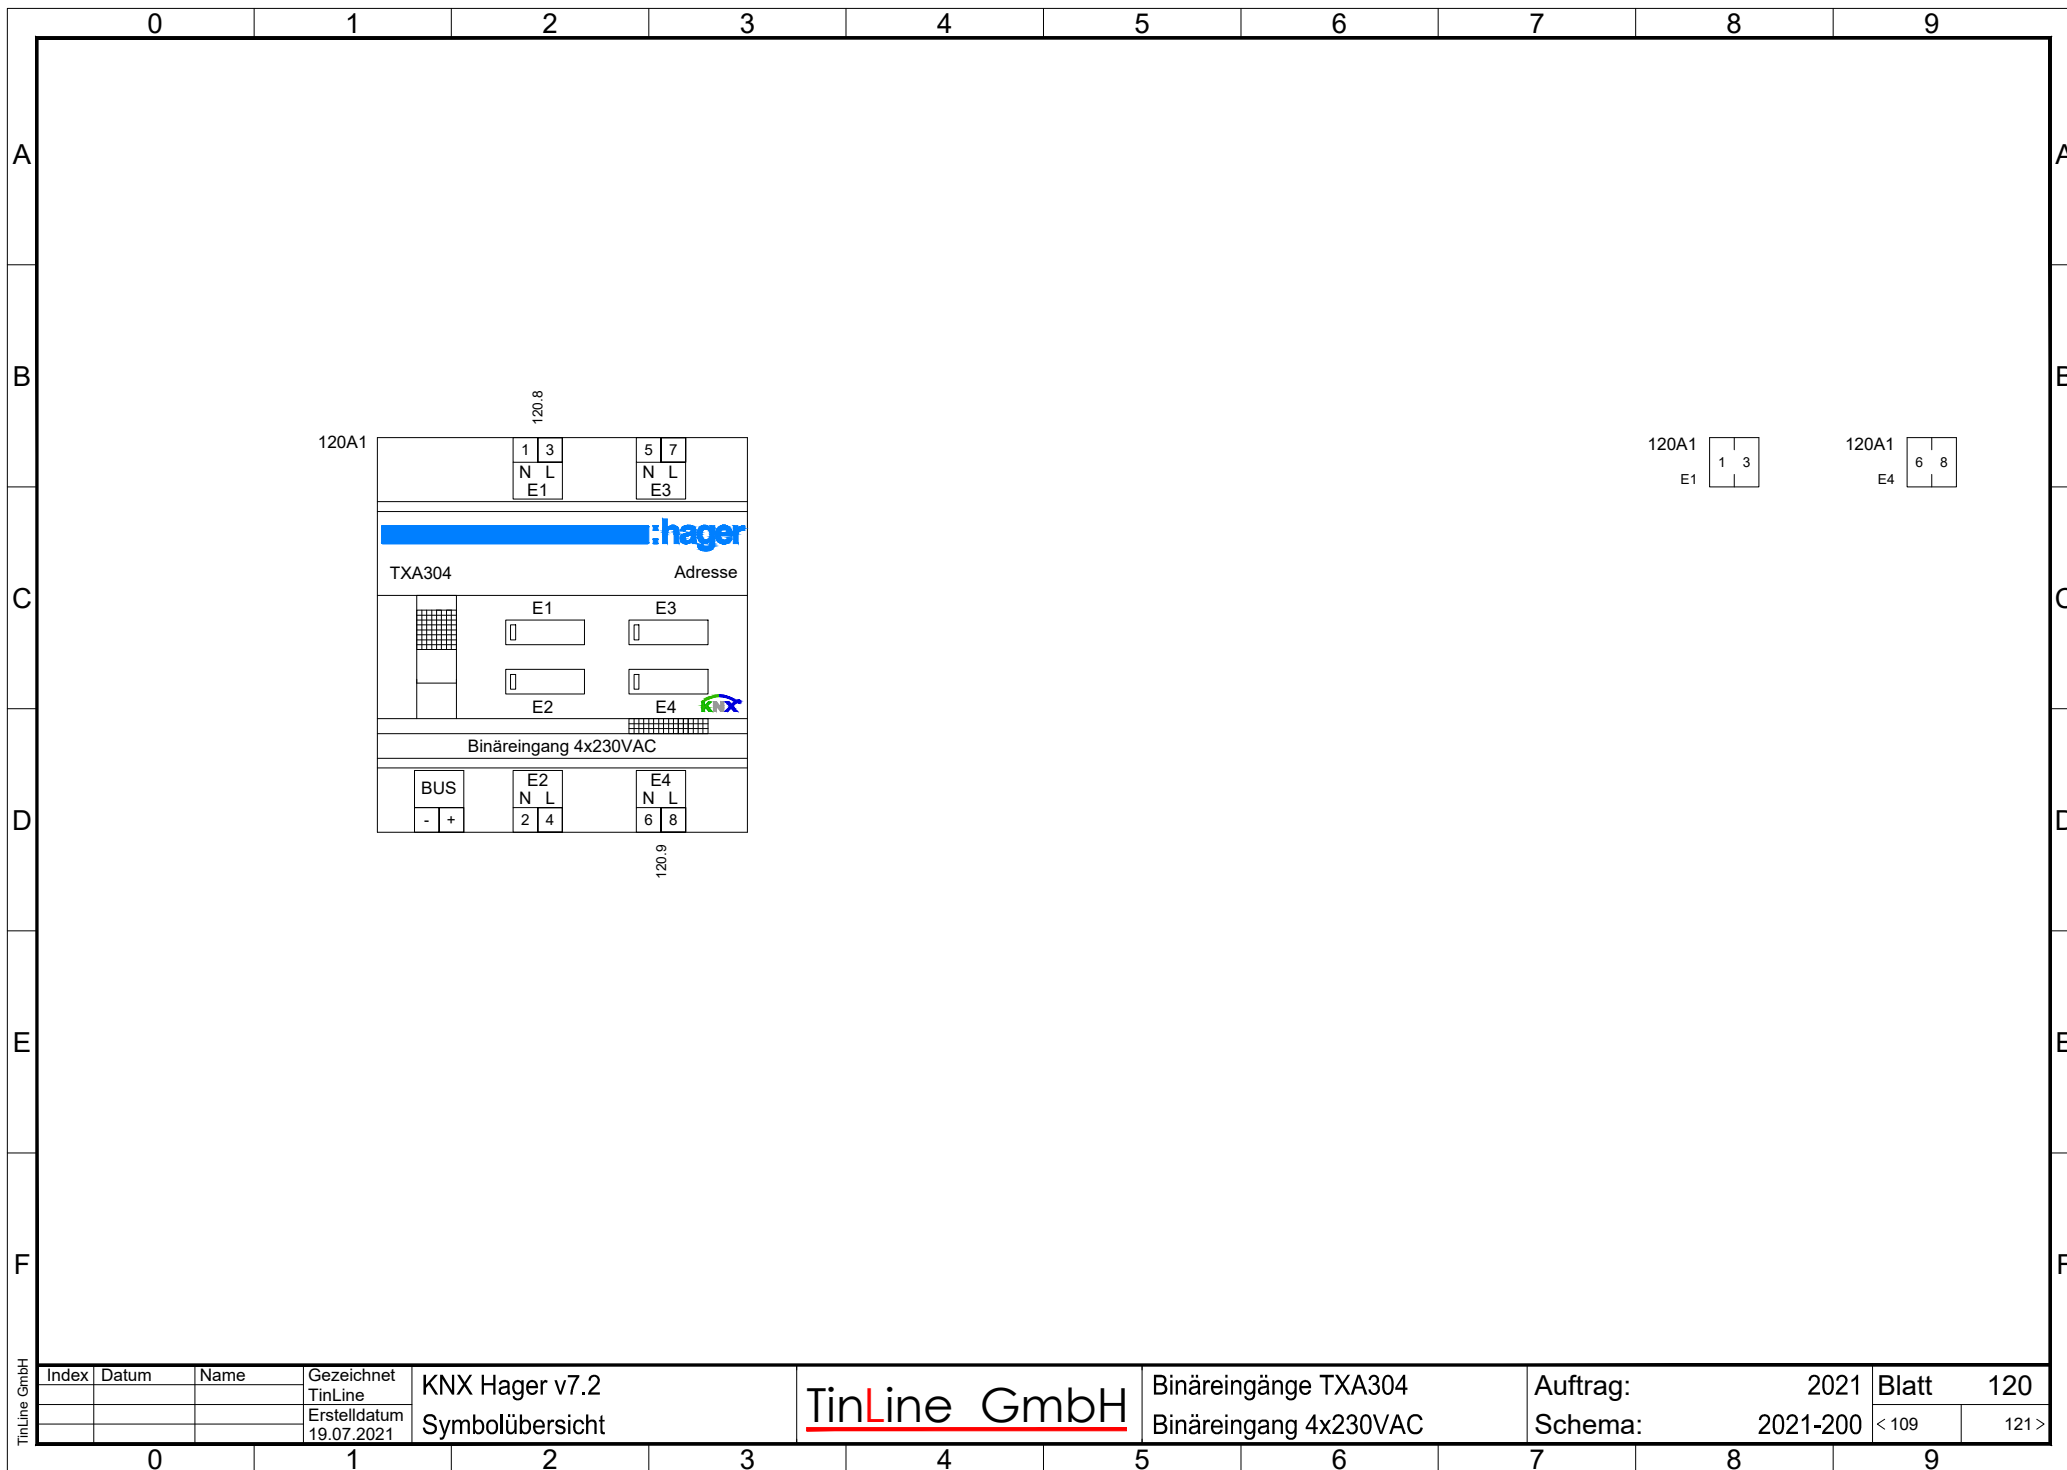 0 1 2 3 4 5 6 7 8 9
A A
B B
120.8
120A1
1 3 5 7
N L N L
E1 E3
120A1 1 3
E1
120A1 6 8
E4
:hager
TXA304 Adresse
C C
E1 E3
E2 E4
KNX
Binäreingang 4x230VAC
BUS
E2 E4
N L N L
- + 2 4 6 8
D D
120.9
E E
F F
TinLine GmbH
Index Datum Name
Gezeichnet
TinLine
Erstelldatum
19.07.2021
KNX Hager v7.2
Symbolübersicht
TinLine GmbH
Binäreingänge TXA304
Binäreingang 4x230VAC
Auftrag: 2021
Schema: 2021-200
Blatt 120
< 109 121 >
0 1 2 3 4 5 6 7 8 9